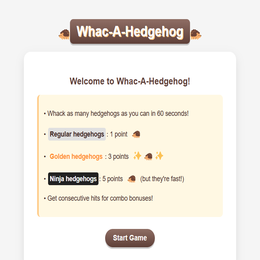 Whac-A-Hedgehog
Welcome to Whac-A-Hedgehog!
• Whack as many hedgehogs as you can in 60 seconds!
• Regular hedgehogs : 1 point 🦔
• Golden hedgehogs : 3 points ✨🦔✨
• Ninja hedgehogs : 5 points 🦔 (but they're fast!)
• Get consecutive hits for combo bonuses!
Start Game